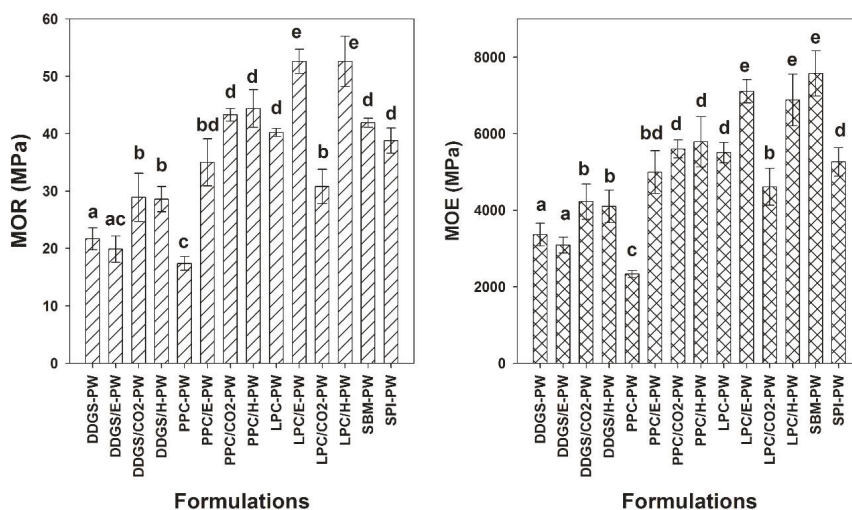 60
50
40
30
20
10
0
MOR (MPa)
a
ac
b
b
c
bd
d
d
d
e
b
e
d
d
DDGS-PW
DDGS/E-PW
DDGS/CO2-PW
DDGS/H-PW
PPC-PW
PPC/E-PW
PPC/CO2-PW
PPC/H-PW
LPC-PW
LPC/E-PW
LPC/CO2-PW
LPC/H-PW
SBM-PW
SPI-PW
Formulations
8000
6000
4000
2000
0
MOE (MPa)
a
a
b
b
c
bd
d
d
d
e
b
e
e
d
DDGS-PW
DDGS/E-PW
DDGS/CO2-PW
DDGS/H-PW
PPC-PW
PPC/E-PW
PPC/CO2-PW
PPC/H-PW
LPC-PW
LPC/E-PW
LPC/CO2-PW
LPC/H-PW
SBM-PW
SPI-PW
Formulations